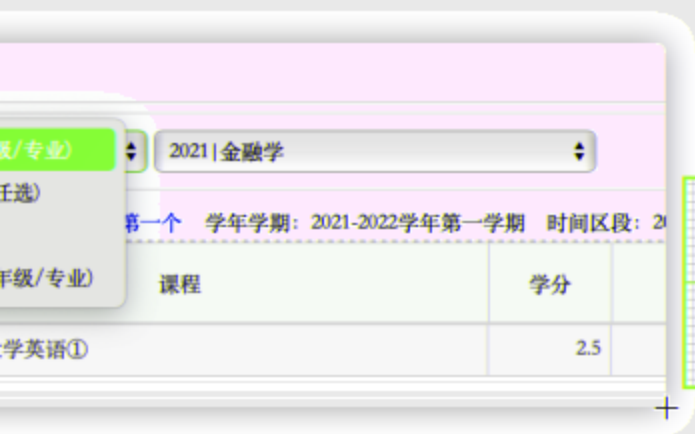 级/专业)
2021|金融学
任选)
第一个 学年学期：2021-2022学年第一学期 时间区段：20
年级/专业)
课程 学分
学英语① 2.5